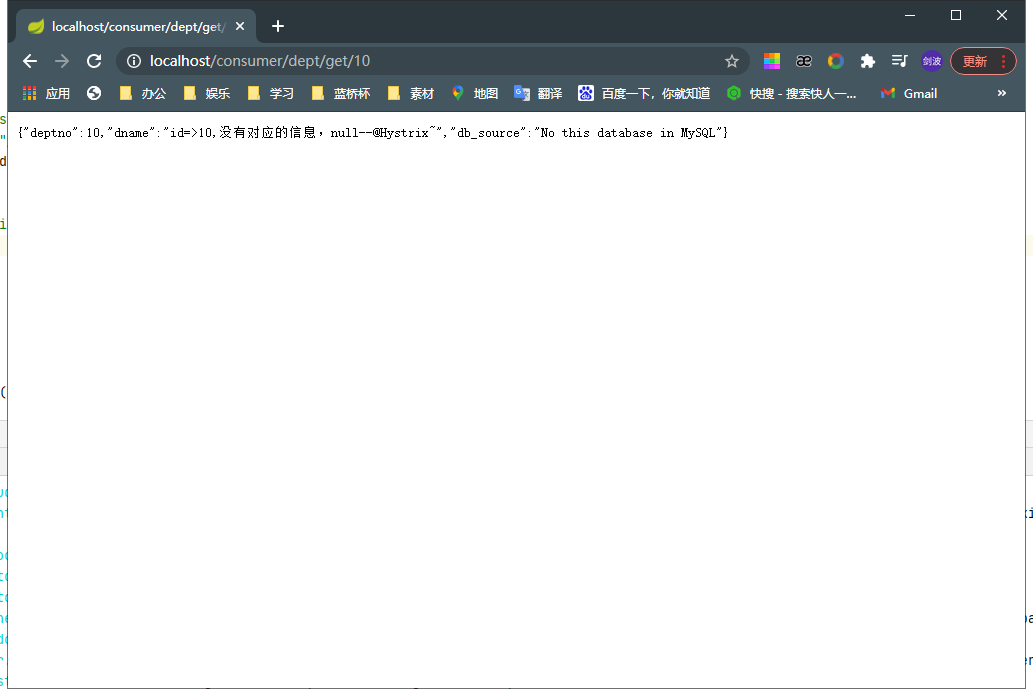 localhost/consumer/dept/get/
localhost/consumer/dept/get/10
剑波
更新
应用
办公
娱乐
学习
蓝桥杯
素材
地图
翻译
百度一下，你就知道
快搜 - 搜索快人一...
Gmail
»
{"deptno":10,"dname":"id=>10,没有对应的信息，null--@Hystrix~","db_source":"No this database in MySQL"}